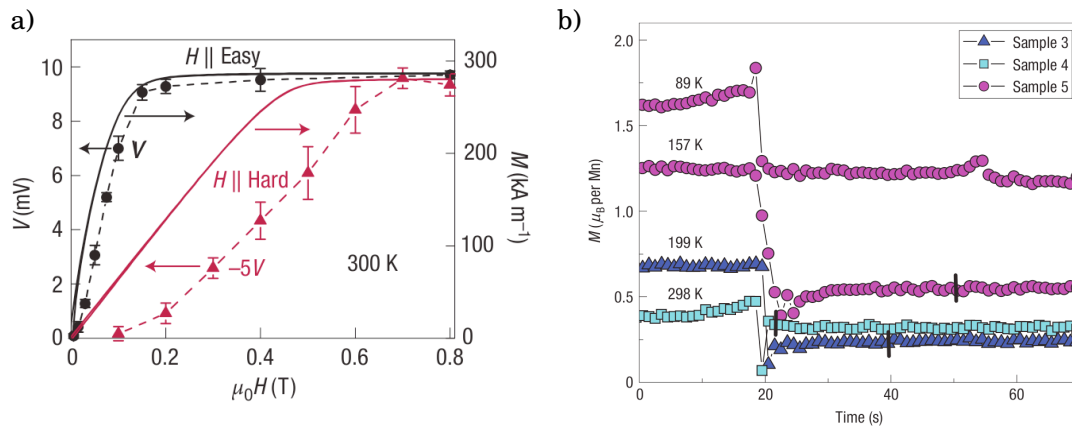 a)
H || Easy
V
H || Hard
–5V
300 K
V (mV)
10
8
6
4
2
0
M (kA m⁻¹)
300
200
100
0
0 0.2 0.4 0.6 0.8
μ₀H (T)
b)
Sample 3
Sample 4
Sample 5
89 K
157 K
199 K
298 K
M (μB per Mn)
2.0
1.5
1.0
0.5
0
0 20 40 60
Time (s)